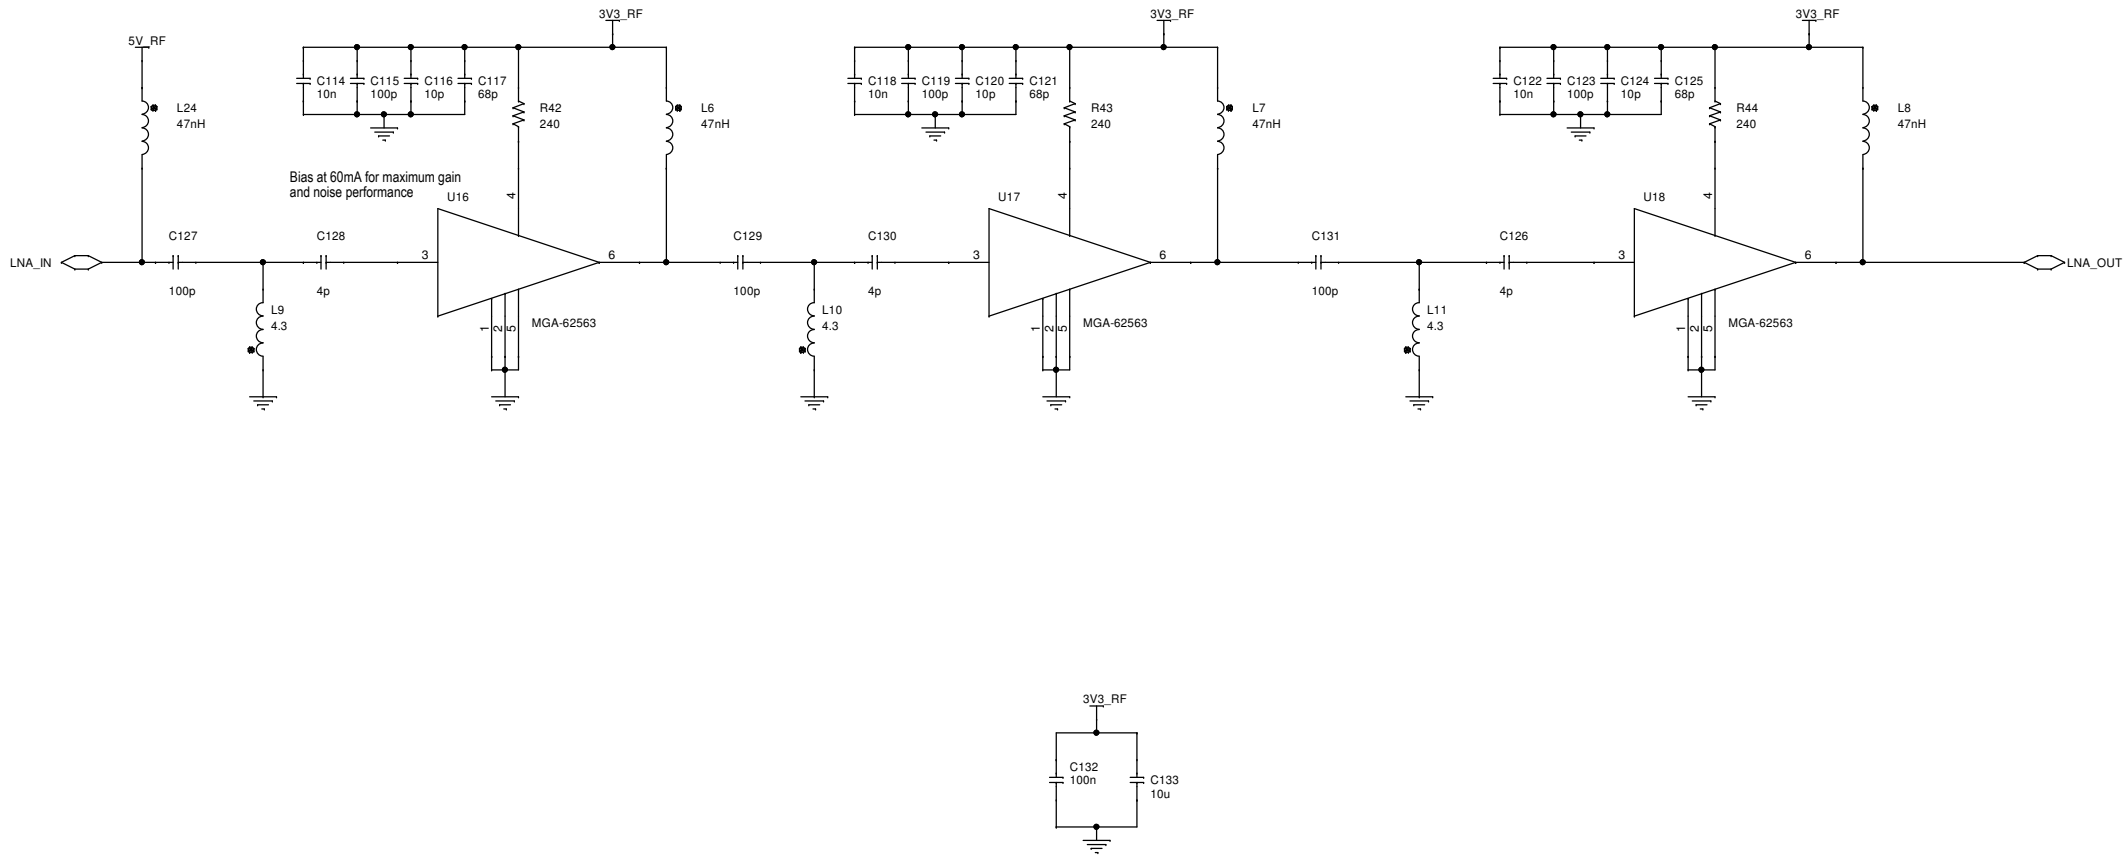 3V3_RF
3V3_RF
3V3_RF
5V_RF
C114
10n
C115
100p
C116
10p
C117
68p
R42
240
L6
47nH
L24
47nH
C118
10n
C119
100p
C120
10p
C121
68p
R43
240
L7
47nH
C122
10n
C123
100p
C124
10p
C125
68p
R44
240
L8
47nH
Bias at 60mA for maximum gain
and noise performance
U16
4
U17
4
U18
4
LNA_IN
C127
100p
C128
4p
3
6
C129
100p
C130
4p
3
6
C131
100p
C126
4p
3
6
LNA_OUT
L9
4.3
1
2
5
MGA-62563
L10
4.3
1
2
5
MGA-62563
L11
4.3
1
2
5
MGA-62563
3V3_RF
C132
100n
C133
10u